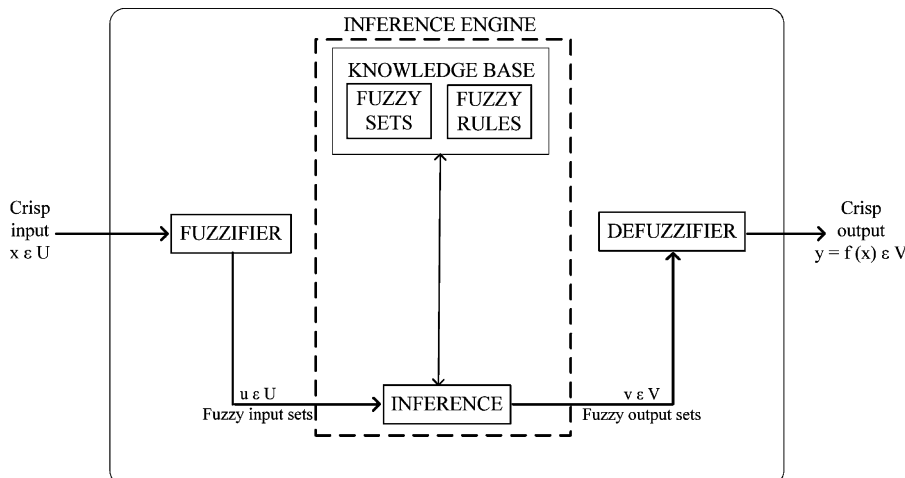 INFERENCE ENGINE
KNOWLEDGE BASE
FUZZY
SETS
FUZZY
RULES
Crisp
input
x ε U
FUZZIFIER
DEFUZZIFIER
Crisp
output
y = f (x) ε V
u ε U
Fuzzy input sets
INFERENCE
v ε V
Fuzzy output sets